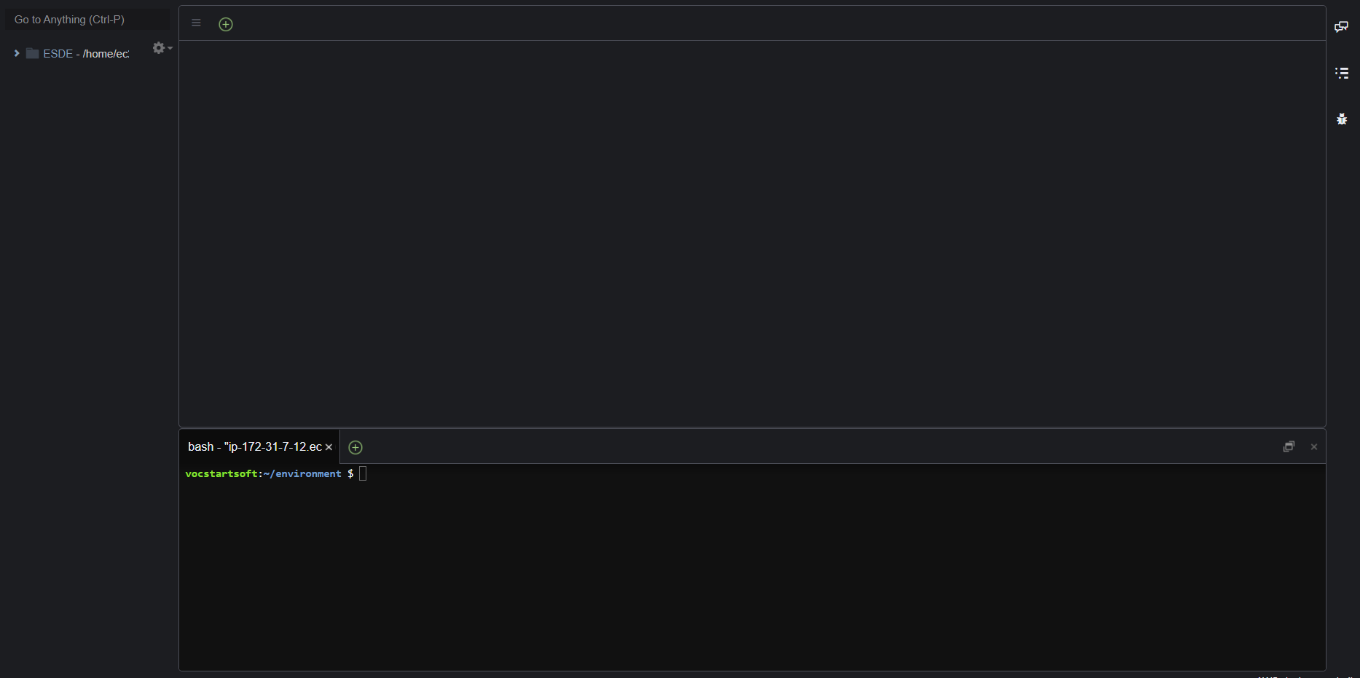 Go to Anything (Ctrl-P)
ESDE - /home/ec
bash - "ip-172-31-7-12.ec
vocstartsoft:~/environment $